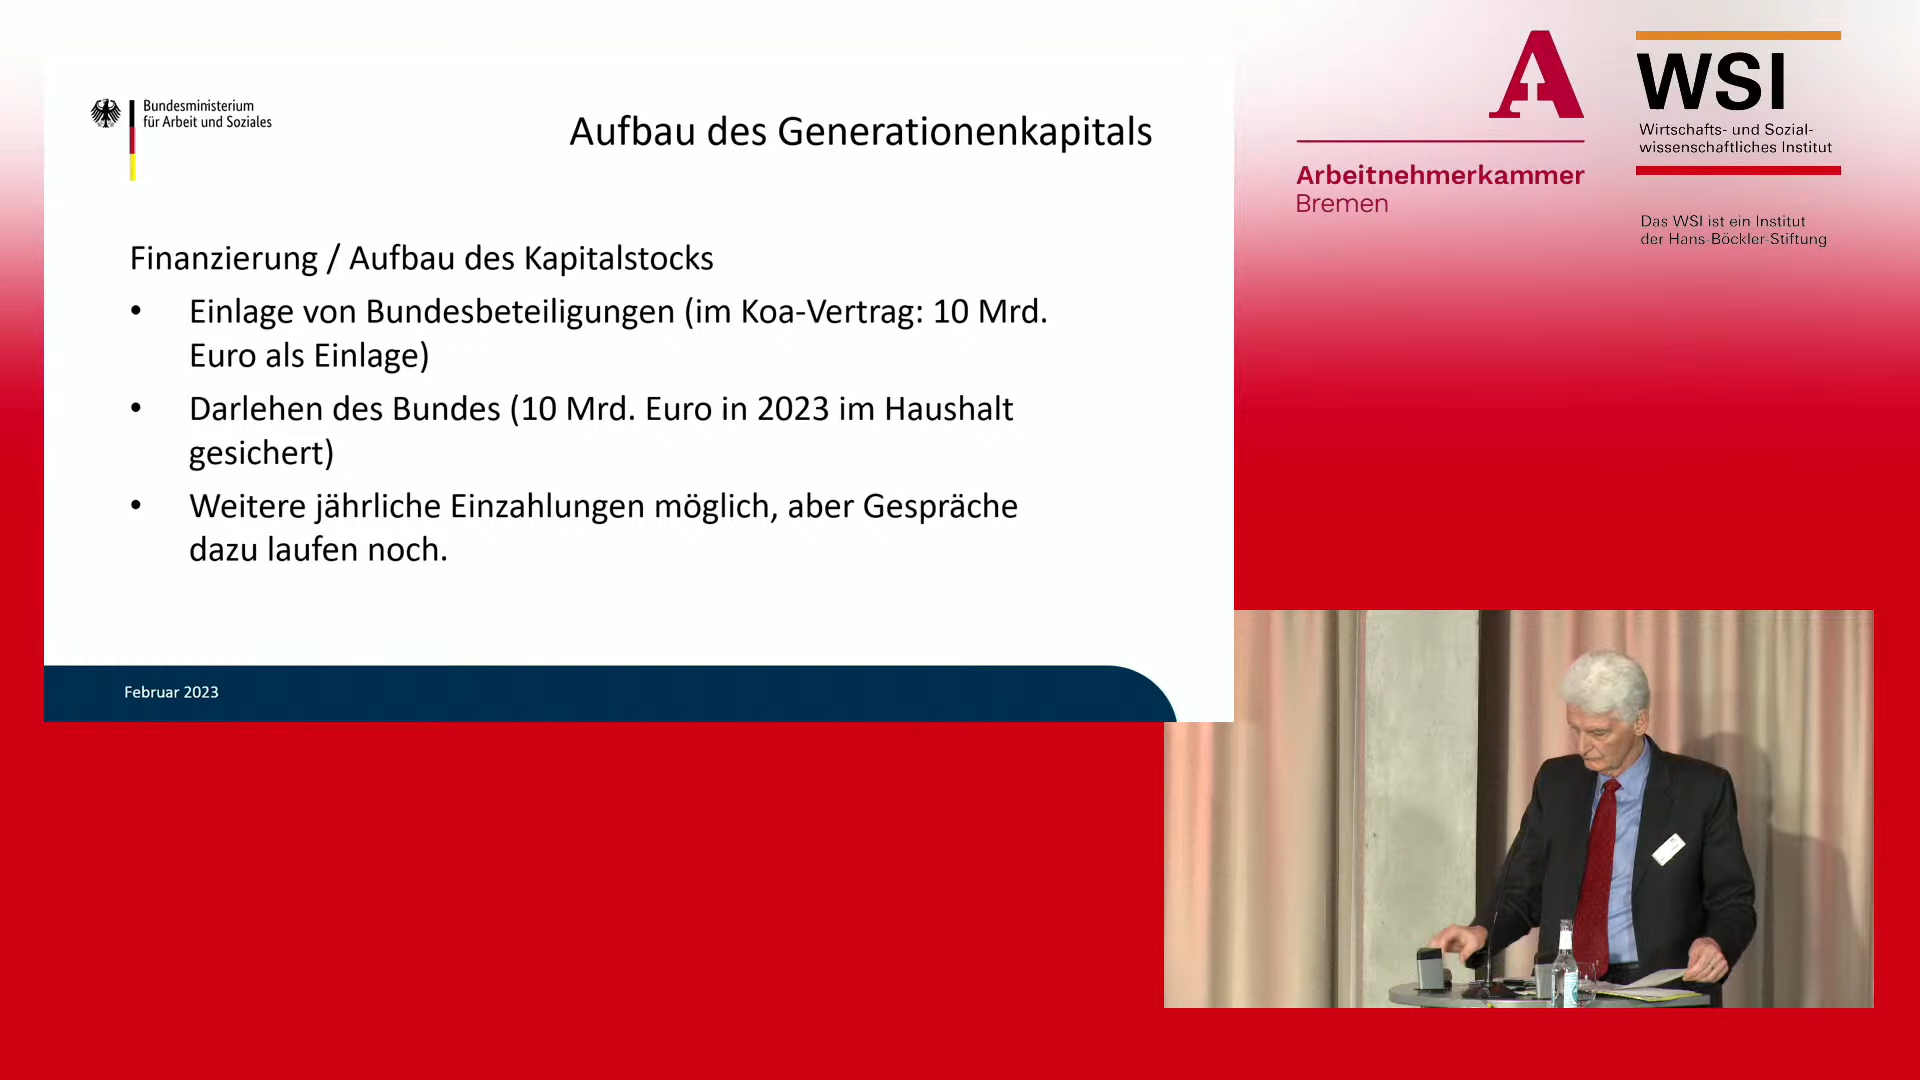 Bundesministerium
für Arbeit und Soziales
Aufbau des Generationenkapitals
Finanzierung / Aufbau des Kapitalstocks
• Einlage von Bundesbeteiligungen (im Koa-Vertrag: 10 Mrd.
Euro als Einlage)
• Darlehen des Bundes (10 Mrd. Euro in 2023 im Haushalt
gesichert)
• Weitere jährliche Einzahlungen möglich, aber Gespräche
dazu laufen noch.
Februar 2023
A
Arbeitnehmerkammer
Bremen
WSI
Wirtschafts- und Sozial-
wissenschaftliches Institut
Das WSI ist ein Institut
der Hans-Böckler-Stiftung